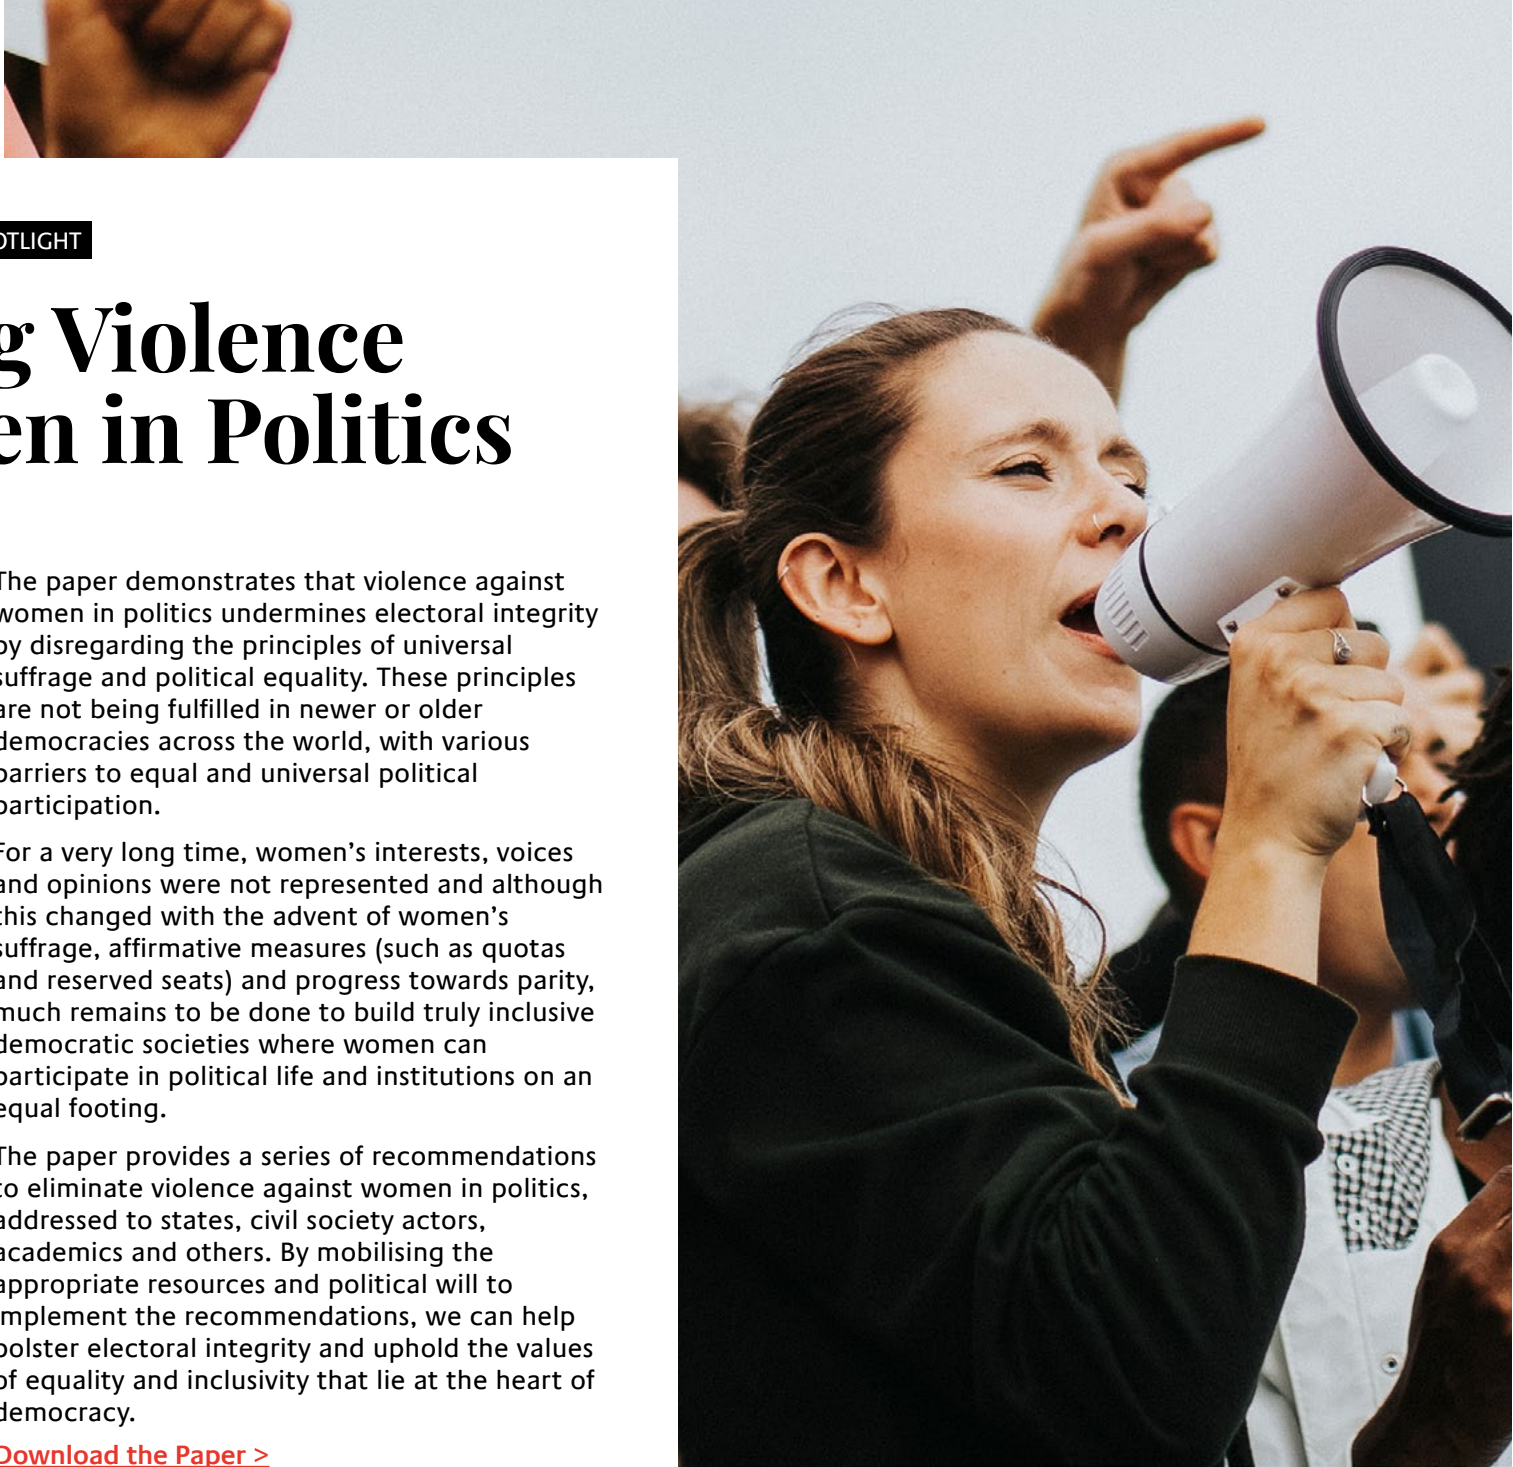 OTLIGHT
g Violence
en in Politics
The paper demonstrates that violence against
women in politics undermines electoral integrity
by disregarding the principles of universal
suffrage and political equality. These principles
are not being fulfilled in newer or older
democracies across the world, with various
barriers to equal and universal political
participation.
For a very long time, women’s interests, voices
and opinions were not represented and although
this changed with the advent of women’s
suffrage, affirmative measures (such as quotas
and reserved seats) and progress towards parity,
much remains to be done to build truly inclusive
democratic societies where women can
participate in political life and institutions on an
equal footing.
The paper provides a series of recommendations
to eliminate violence against women in politics,
addressed to states, civil society actors,
academics and others. By mobilising the
appropriate resources and political will to
implement the recommendations, we can help
bolster electoral integrity and uphold the values
of equality and inclusivity that lie at the heart of
democracy.
Download the Paper >